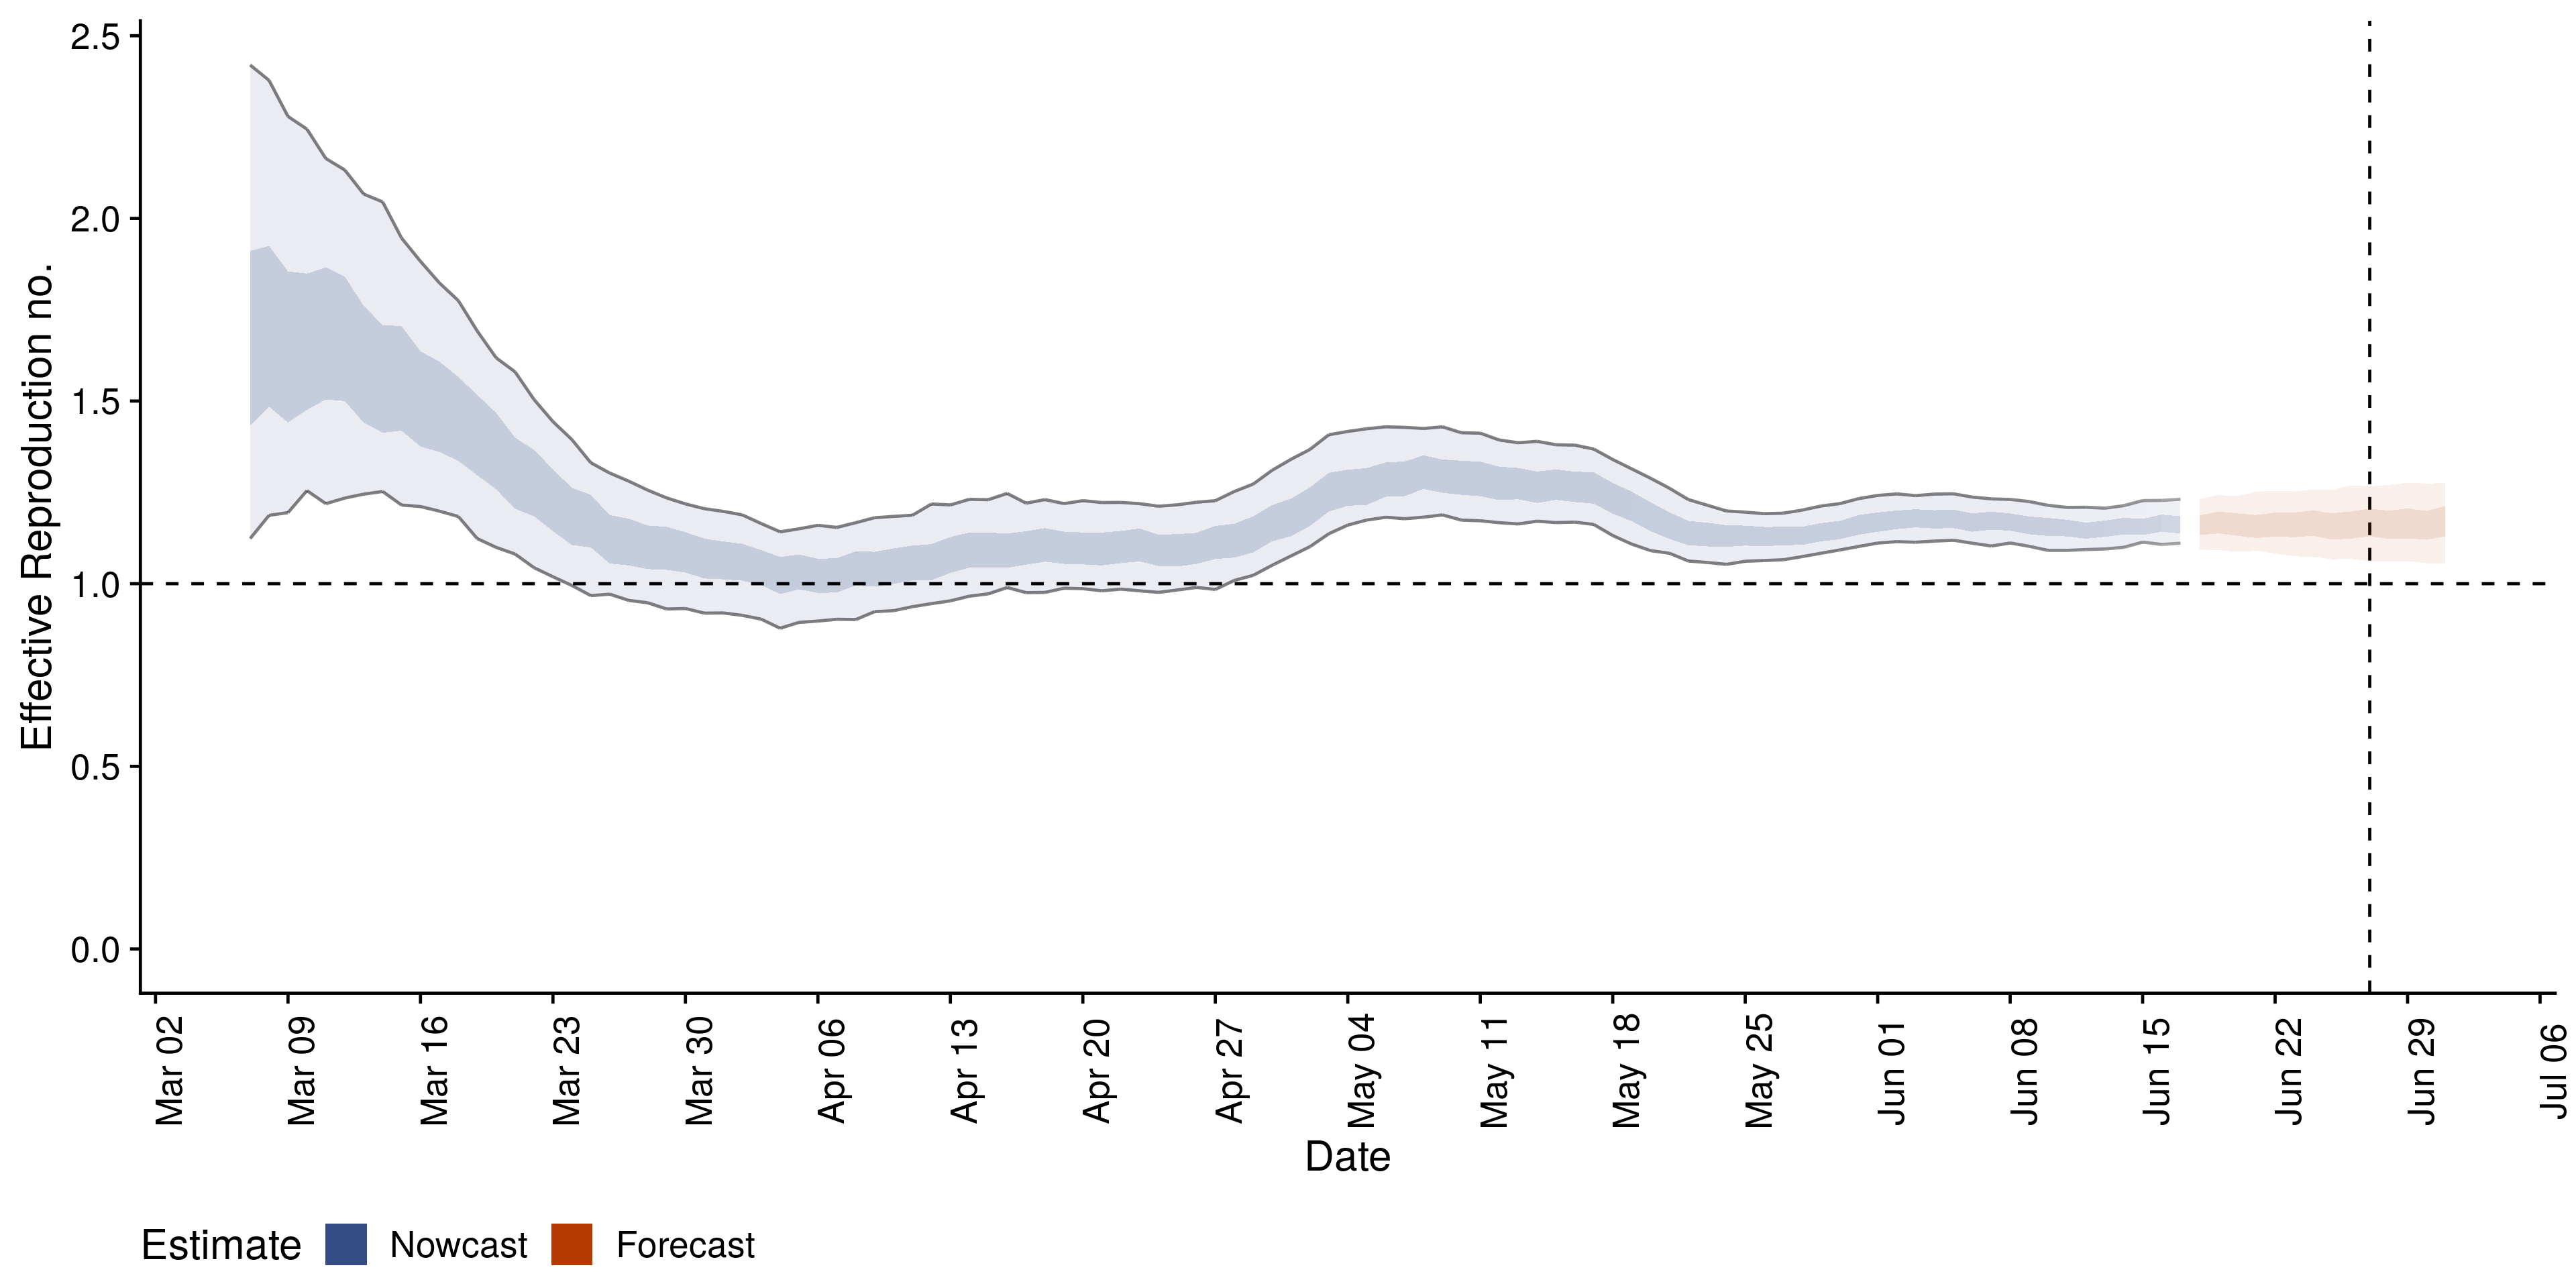 Effective Reproduction no.
2.5
2.0
1.5
1.0
0.5
0.0
Mar 02
Mar 09
Mar 16
Mar 23
Mar 30
Apr 06
Apr 13
Apr 20
Apr 27
May 04
May 11
May 18
May 25
Jun 01
Jun 08
Jun 15
Jun 22
Jun 29
Jul 06
Date
Estimate Nowcast Forecast